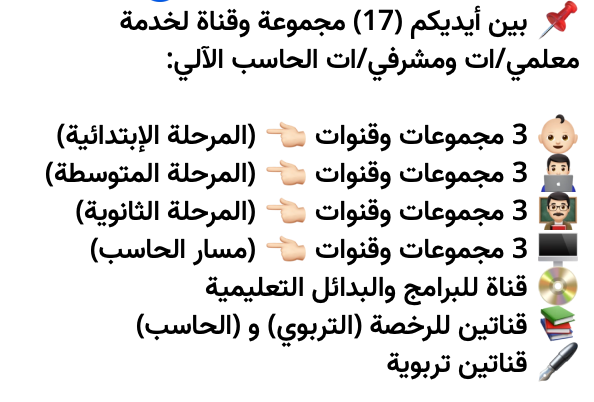 📌 بين أيديكم (17) مجموعة وقناة لخدمة
معلمي/ات ومشرفي/ات الحاسب الآلي:
👶🏻 3 مجموعات وقنوات 👈🏻 (المرحلة الإبتدائية)
👨🏻‍💻 3 مجموعات وقنوات 👈🏻 (المرحلة المتوسطة)
👨🏻‍🏫 3 مجموعات وقنوات 👈🏻 (المرحلة الثانوية)
🖥️ 3 مجموعات وقنوات 👈🏻 (مسار الحاسب)
📀 قناة للبرامج والبدائل التعليمية
📚 قناتين للرخصة (التربوي) و (الحاسب)
🖋️ قناتين تربوية